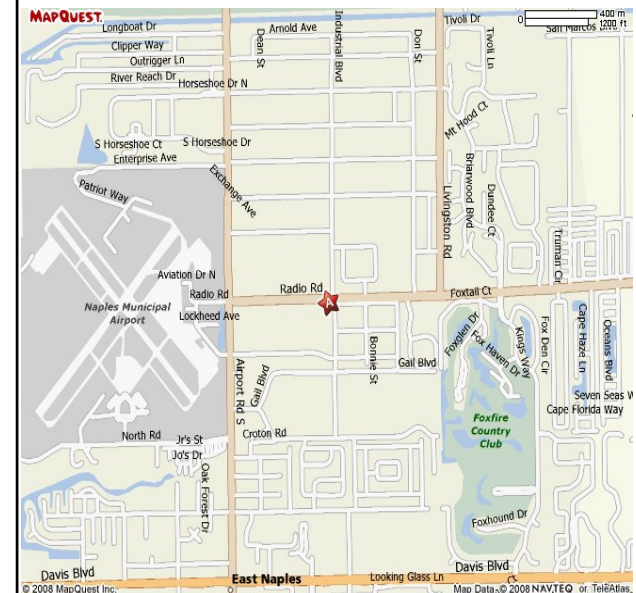 MAPQUEST
Longboat Dr
Arnold Ave
Tivoli Dr
0
400 m
1200 ft
Clipper Way
Outrigger Ln
River Reach Dr
Horseshoe Dr N
Dean St
Industrial Blvd
Don St
Tivoli Ln
Mt Hood Ct
S Horseshoe Ct
S Horseshoe Dr
Enterprise Ave
Patriot Way
Exchange Ave
Livingston Rd
Briarwood Blvd
Dundee Ct
Truman Cir
Aviation Dr N
Radio Rd
Radio Rd
Foxtail Ct
A
Naples Municipal
Airport
Lockheed Ave
Airport Rd S
Gail Blvd
Bonnie St
Gail Blvd
Foxglen Dr
Fox Haven Dr
Kings Way
Fox Den Cir
Cape Haze Ln
Oceans Blvd
Seven Seas W
Cape Florida Way
Foxfire
Country
Club
North Rd
Jr's St
Jo's Dr
Croton Rd
Oak Forest Dr
Foxhound Dr
Davis Blvd
East Naples
Looking Glass Ln
Davis Blvd
Ct
© 2008 MapQuest Inc.
Map Data © 2008 NAVTEQ or TeleAtlas